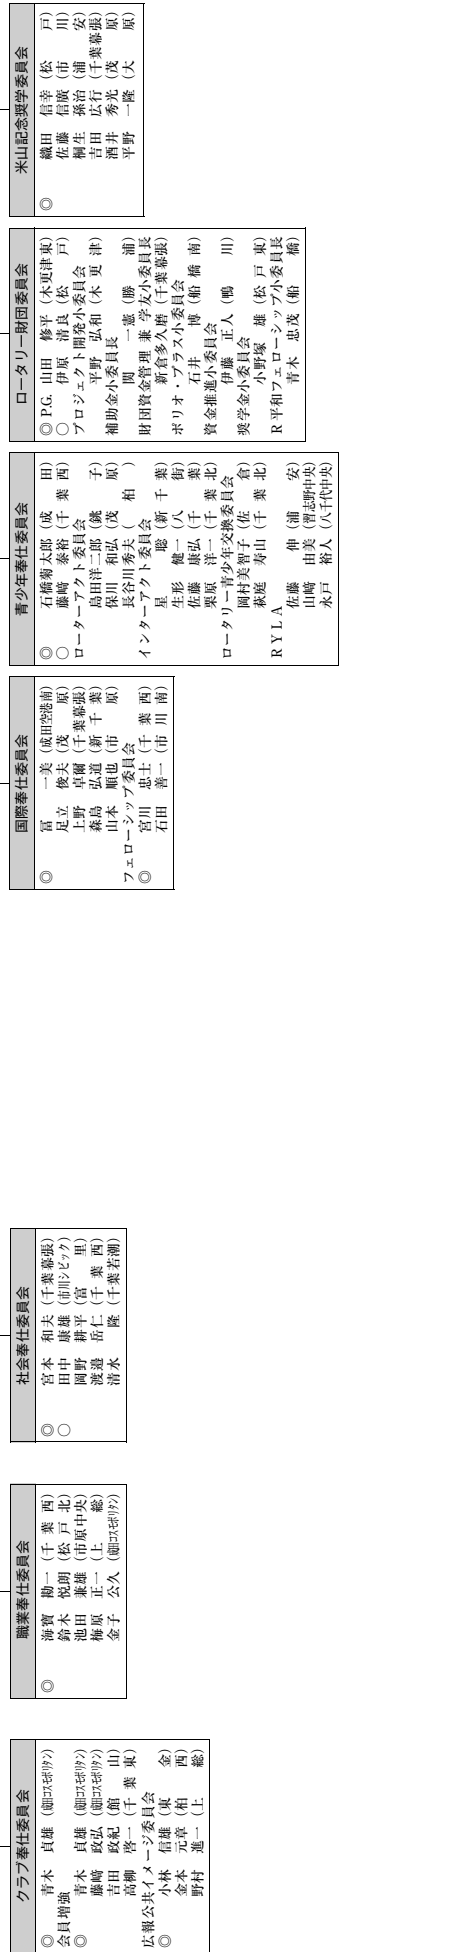 クラブ奉仕委員会
◎ 青木 貞雄 (成田コスモポリタン)
会員増強
◎ 青木 貞雄 (成田コスモポリタン)
藤﨑 政弘 (成田コスモポリタン)
吉田 政紀 (館 山)
高柳 啓一 (千 葉 東)
広報公共イメージ委員会
◎ 小林 信雄 (東 金)
金本 元章 (柏 西)
野村 進一 (上 総)
職業奉仕委員会
◎ 海寳 勘一 (千 葉 西)
鈴木 悦朗 (松 戸 北)
池田 兼雄 (市原中央)
梅原 正一 (上 総)
金子 公久 (成田コスモポリタン)
社会奉仕委員会
◎ 宮本 和夫 (千葉幕張)
○ 田中 康雄 (市川シビック)
岡野 耕平 (富 里)
渡邉 岳仁 (千 葉 西)
清水 隆 (千葉若潮)
国際奉仕委員会
◎ 冨 一美 (成田空港南)
足立 俊夫 (茂 原)
上野 卓爾 (千葉幕張)
森島 弘道 (新 千 葉)
山本 順也 (市 原)
フェローシップ委員会
◎ 宮川 忠士 (千 葉 西)
石田 善一 (市 川 南)
青少年奉仕委員会
◎ 石橋菊太郎 (成 田)
○ 藤﨑 泰裕 (千 葉 西)
ローターアクト委員会
島田洋二郎 (銚 子)
保川 和弘 (茂 原)
長谷川秀夫 ( 柏 )
インターアクト委員会
星 聡 (新 千 葉)
生形 健一 (八 街)
佐藤 康弘 (千 葉)
栗原 洋一 (千 葉 北)
ロータリー青少年交換委員会
岡村美智子 (佐 倉)
萩庭 寿山 (千 葉 北)
ＲＹＬＡ
佐藤 伸 (浦 安)
山﨑 由美 (習志野中央)
永戸 裕人 (八千代中央)
ロータリー財団委員会
◎ P.G. 山田 修平 (木更津東)
○ 伊原 清良 (松 戸)
プロジェクト開発小委員会
平野 弘和 (木 更 津)
補助金小委員長
関 一憲 (勝 浦)
財団資金管理 兼 学友小委員長
新倉多久磨 (千葉幕張)
ポリオ・プラス小委員会
石井 博 (船 橋 南)
資金推進小委員会
伊藤 正人 (鴨 川)
奨学金小委員会
小野塚 雄 (松 戸 東)
Ｒ平和フェローシップ小委員長
青木 忠茂 (船 橋)
米山記念奨学委員会
◎ 織田 信幸 (松 戸)
佐藤 信廣 (市 川)
桐生 孫治 (浦 安)
吉田 広行 (千葉幕張)
酒井 秀光 (茂 原)
平野 一隆 (大 原)